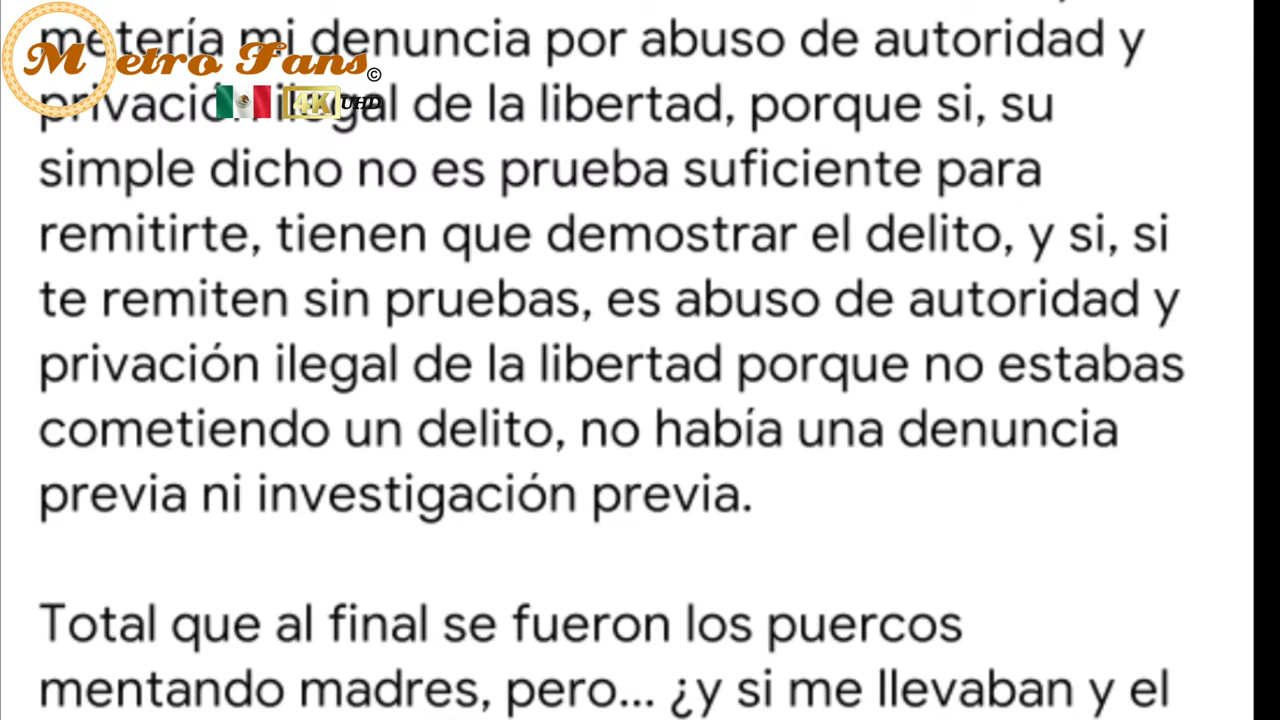 Metro Fans©
4K UHD
metería mi denuncia por abuso de autoridad y
privación ilegal de la libertad, porque si, su
simple dicho no es prueba suficiente para
remitirte, tienen que demostrar el delito, y si, si
te remiten sin pruebas, es abuso de autoridad y
privación ilegal de la libertad porque no estabas
cometiendo un delito, no había una denuncia
previa ni investigación previa.
Total que al final se fueron los puercos
mentando madres, pero... ¿y si me llevaban y el